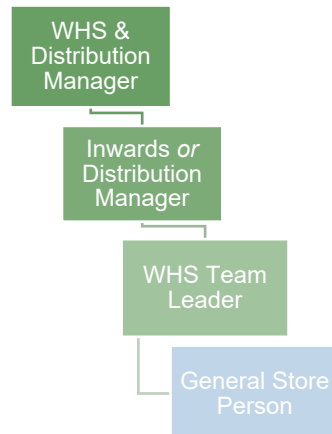 WHS &
Distribution
Manager
Inwards or
Distribution
Manager
WHS Team
Leader
General Store
Person